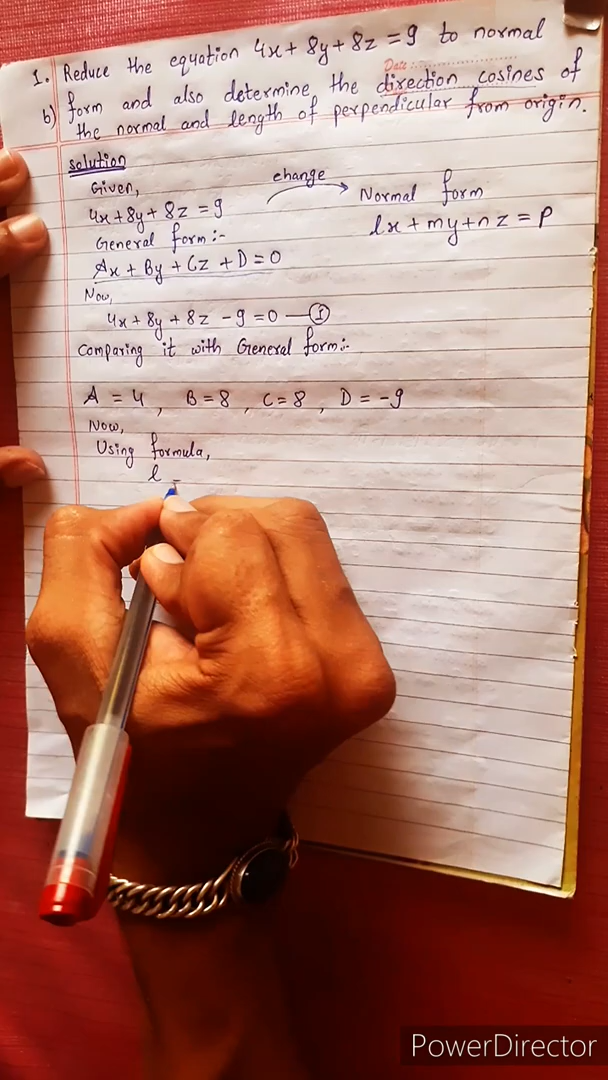 1. Reduce the equation 4x + 8y + 8z = 9 to normal
Date :
b) form and also determine the direction cosines of
the normal and length of perpendicular from origin.
solution
Given,
4x + 8y + 8z = 9
change
Normal form
lx + my + nz = P
General form :-
Ax + By + Cz + D = 0
Now,
4x + 8y + 8z - 9 = 0 — I
Comparing it with General form :-
A = 4, B = 8, C = 8, D = -9
Now,
Using formula,
l =
PowerDirector